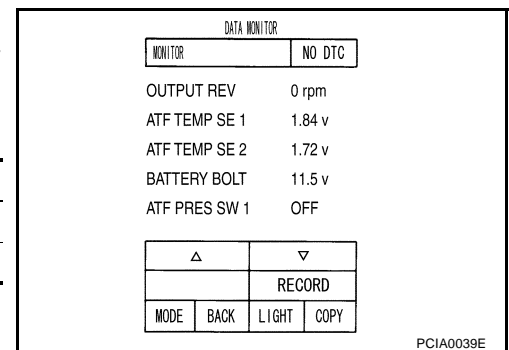 DATA MONITOR
MONITOR NO DTC
OUTPUT REV 0 rpm
ATF TEMP SE 1 1.84 v
ATF TEMP SE 2 1.72 v
BATTERY BOLT 11.5 v
ATF PRES SW 1 OFF
△ ▽
RECORD
MODE BACK LIGHT COPY
PCIA0039E